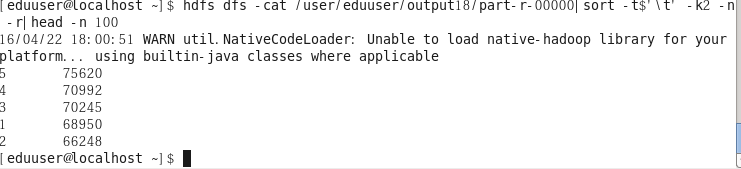 [eduuser@localhost ~]$ hdfs dfs -cat /user/eduuser/output18/part-r-00000| sort -t$'\t' -k2 -n
 -r| head -n 100
16/04/22 18:00:51 WARN util.NativeCodeLoader: Unable to load native-hadoop library for your
platform... using builtin-java classes where applicable
5	75620
4	70992
3	70245
1	68950
2	66248
[eduuser@localhost ~]$